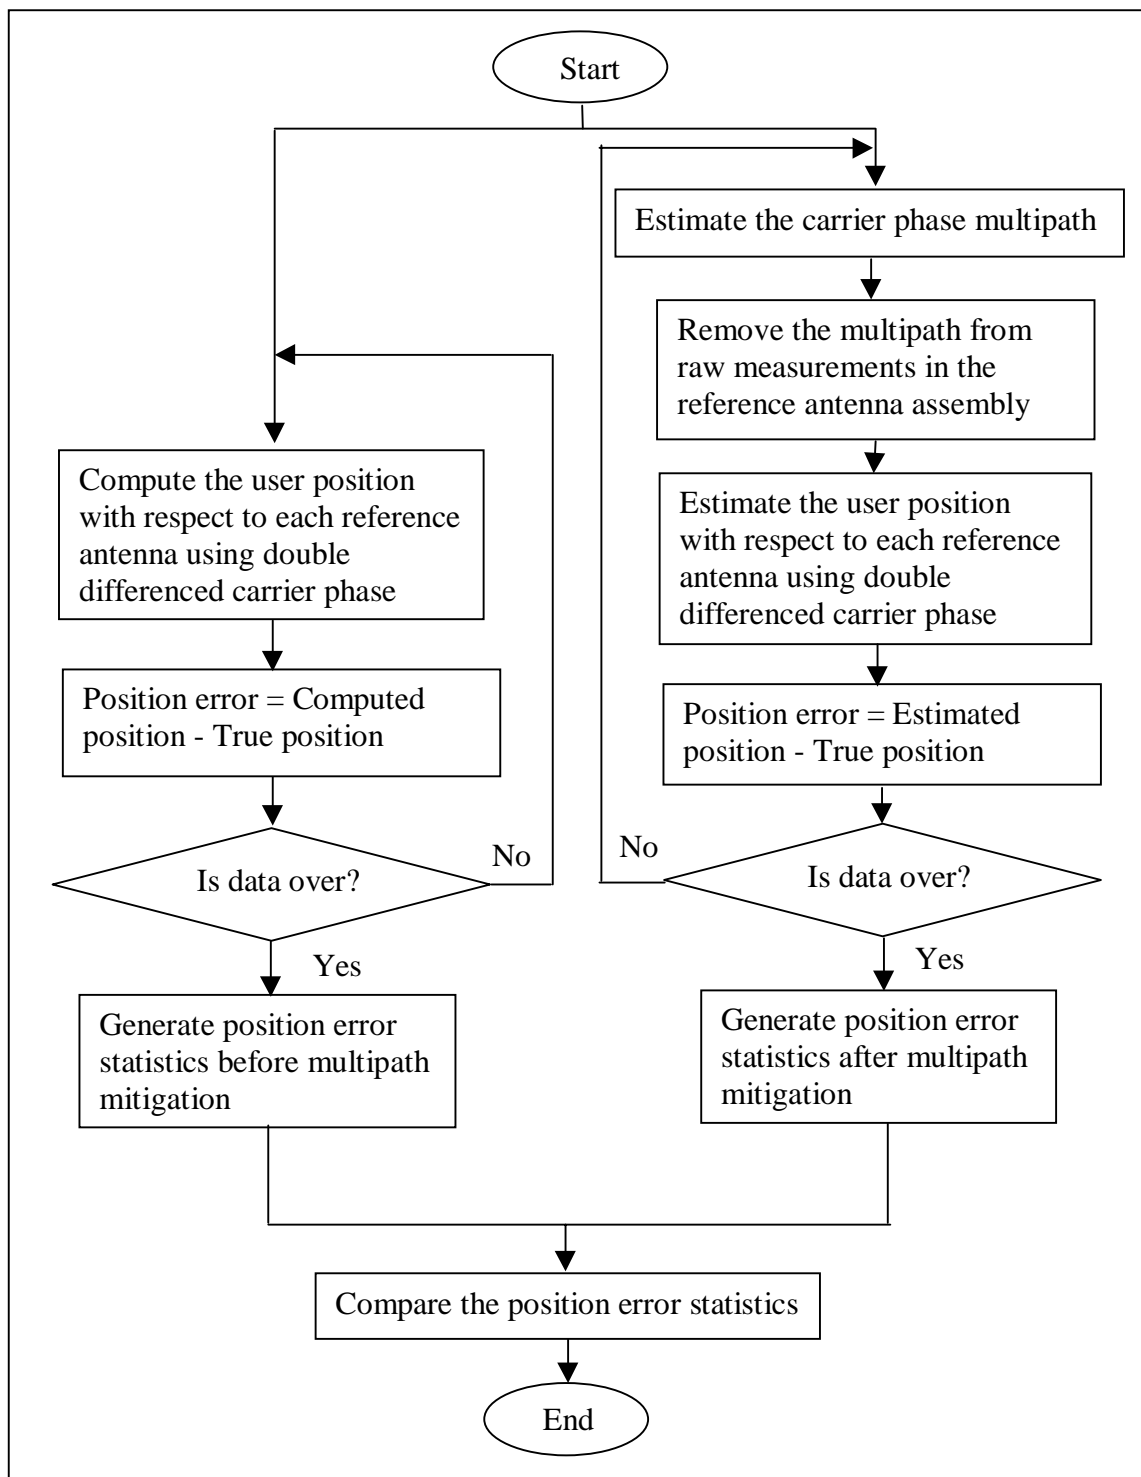 Start
Estimate the carrier phase multipath
Remove the multipath from
raw measurements in the
reference antenna assembly
Compute the user position
with respect to each reference
antenna using double
differenced carrier phase
Estimate the user position
with respect to each reference
antenna using double
differenced carrier phase
Position error = Computed
position - True position
Position error = Estimated
position - True position
No
Is data over?
No
Is data over?
Yes
Yes
Generate position error
statistics before multipath
mitigation
Generate position error
statistics after multipath
mitigation
Compare the position error statistics
End